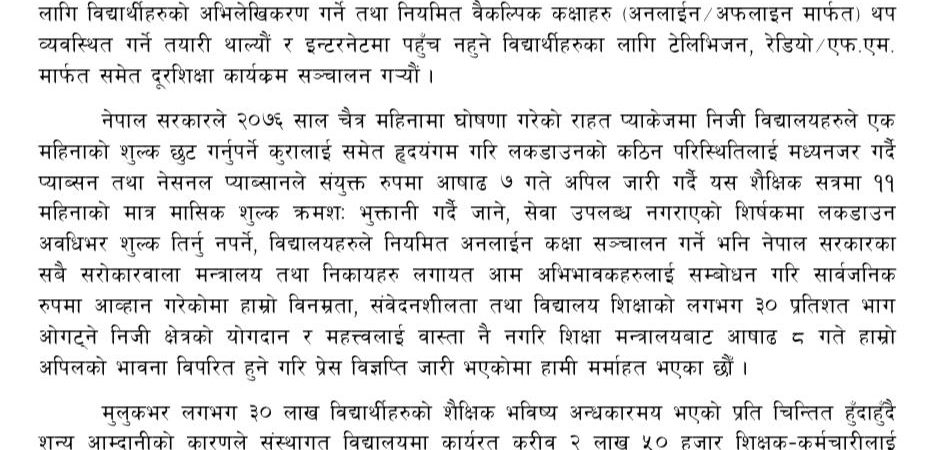 लागि विद्यार्थीहरुको अभिलेखिकरण गर्ने तथा नियमित वैकल्पिक कक्षाहरु (अनलाईन/अफलाइन मार्फत) थप
व्यवस्थित गर्ने तयारी थाल्यौं र इन्टरनेटमा पहुँच नहुने विद्यार्थीहरुका लागि टेलिभिजन, रेडियो/एफ.एम.
मार्फत समेत दूरशिक्षा कार्यक्रम सञ्चालन गऱ्यौं ।
नेपाल सरकारले २०७६ साल चैत्र महिनामा घोषणा गरेको राहत प्याकेजमा निजी विद्यालयहरुले एक
महिनाको शुल्क छुट गर्नुपर्ने कुरालाई समेत हृदयंगम गरि लकडाउनको कठिन परिस्थितिलाई मध्यनजर गर्दै
प्याब्सन तथा नेसनल प्याब्सानले संयुक्त रुपमा आषाढ ७ गते अपिल जारी गर्दै यस शैक्षिक सत्रमा ११
महिनाको मात्र मासिक शुल्क क्रमश: भुक्तानी गर्दै जाने, सेवा उपलब्ध नगराएको शिर्षकमा लकडाउन
अवधिभर शुल्क तिर्नु नपर्ने, विद्यालयहरुले नियमित अनलाईन कक्षा सञ्चालन गर्ने भनि नेपाल सरकारका
सबै सरोकारवाला मन्त्रालय तथा निकायहरु लगायत आम अभिभावकहरुलाई सम्बोधन गरि सार्वजनिक
रुपमा आव्हान गरेकोमा हाम्रो विनम्रता, संवेदनशीलता तथा विद्यालय शिक्षाको लगभग ३० प्रतिशत भाग
ओगट्ने निजी क्षेत्रको योगदान र महत्त्वलाई वास्ता नै नगरि शिक्षा मन्त्रालयबाट आषाढ ८ गते हाम्रो
अपिलको भावना विपरित हुने गरि प्रेस विज्ञप्ति जारी भएकोमा हामी मर्माहत भएका छौं ।
मुलुकभर लगभग ३० लाख विद्यार्थीहरुको शैक्षिक भविष्य अन्धकारमय भएको प्रति चिन्तित हुँदाहुँदै
शून्य आम्दानीको कारणले संस्थागत विद्यालयमा कार्यरत करीव २ लाख ५० हजार शिक्षक-कर्मचारीलाई